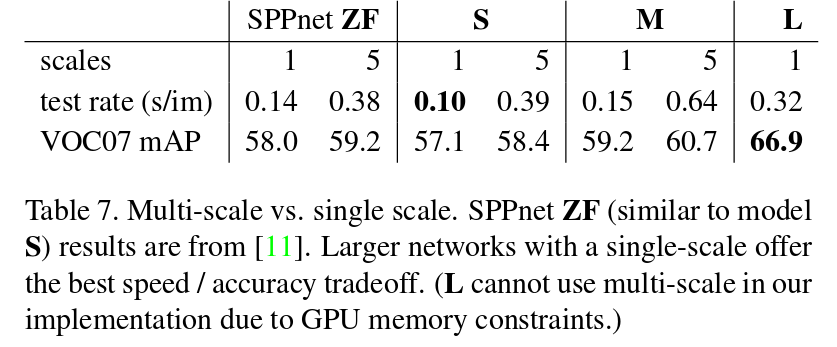 SPPnet ZF S M L
scales 1 5 1 5 1 5 1
test rate (s/im) 0.14 0.38 0.10 0.39 0.15 0.64 0.32
VOC07 mAP 58.0 59.2 57.1 58.4 59.2 60.7 66.9
Table 7. Multi-scale vs. single scale. SPPnet ZF (similar to model
S) results are from [11]. Larger networks with a single-scale offer
the best speed / accuracy tradeoff. (L cannot use multi-scale in our
implementation due to GPU memory constraints.)